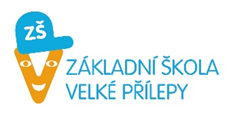 ZŠ
ZÁKLADNÍ ŠKOLA
VELKÉ PŘÍLEPY